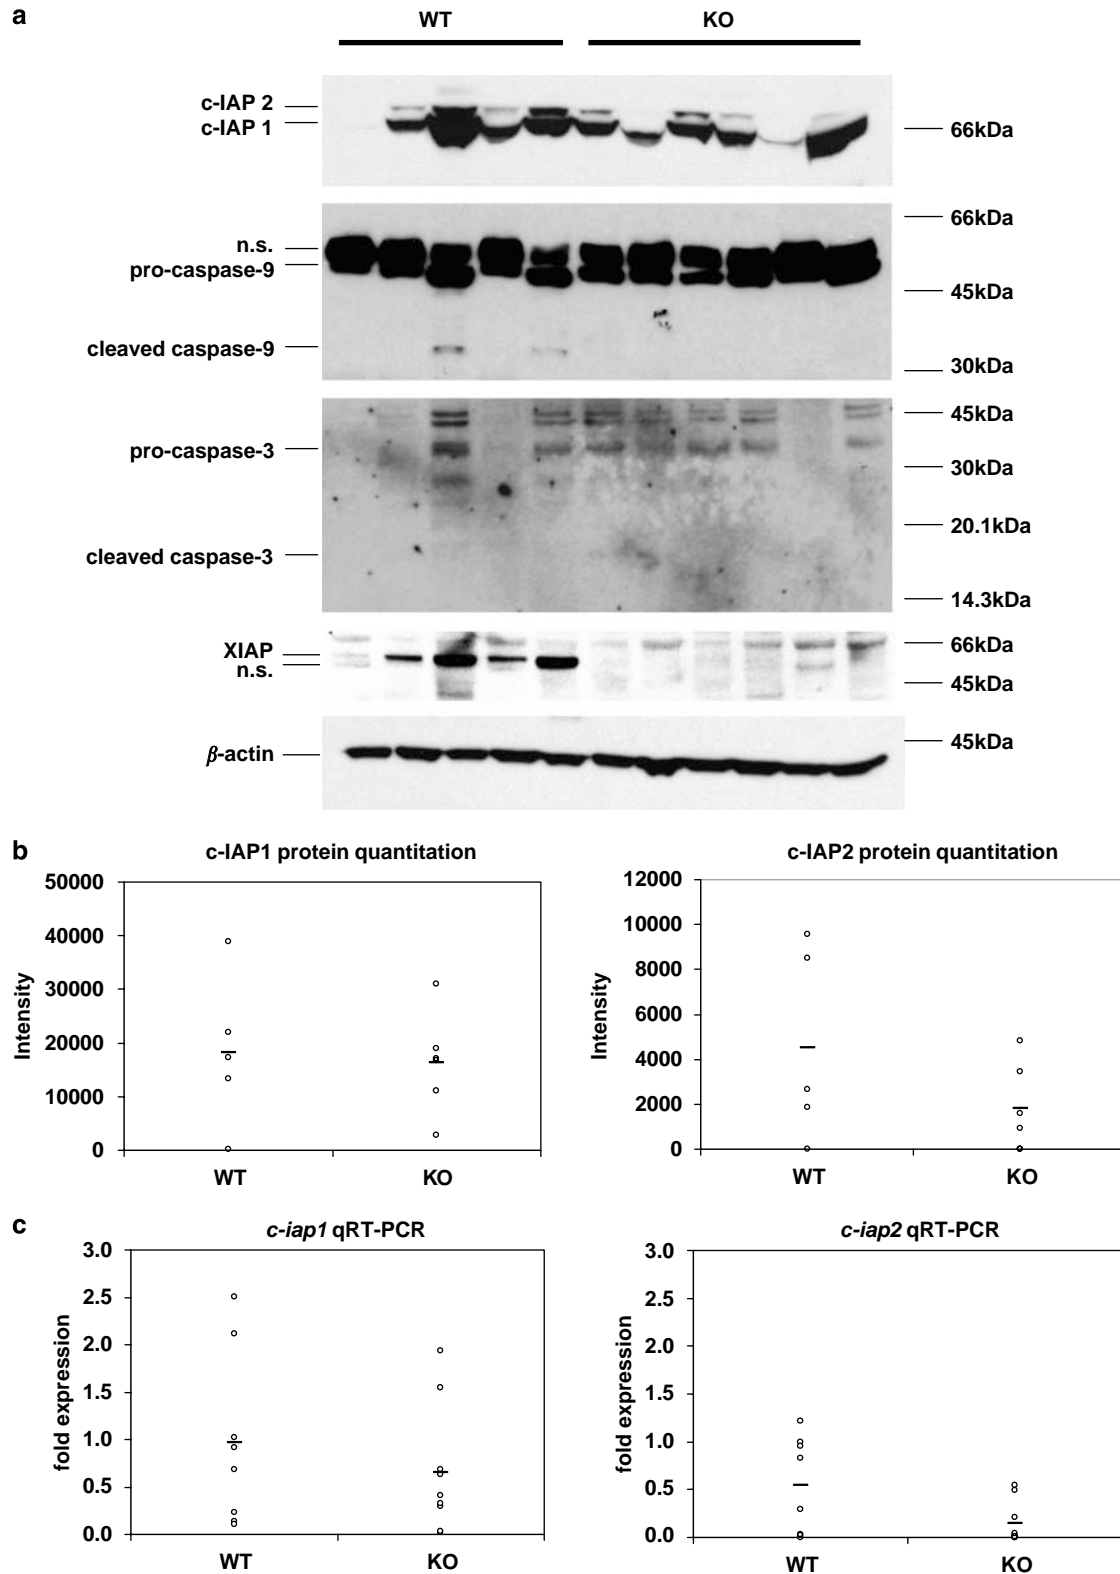 a
WT KO
c-IAP 2
c-IAP 1
66kDa
66kDa
n.s.
pro-caspase-9
45kDa
cleaved caspase-9
30kDa
45kDa
pro-caspase-3
30kDa
20.1kDa
cleaved caspase-3
14.3kDa
XIAP
66kDa
n.s.
45kDa
β-actin
45kDa
b
c-IAP1 protein quantitation
50000
40000
30000
20000
10000
0
Intensity
WT KO
c-IAP2 protein quantitation
12000
10000
8000
6000
4000
2000
0
Intensity
WT KO
c
c-iap1 qRT-PCR
3.0
2.5
2.0
1.5
1.0
0.5
0.0
fold expression
WT KO
c-iap2 qRT-PCR
3.0
2.5
2.0
1.5
1.0
0.5
0.0
fold expression
WT KO